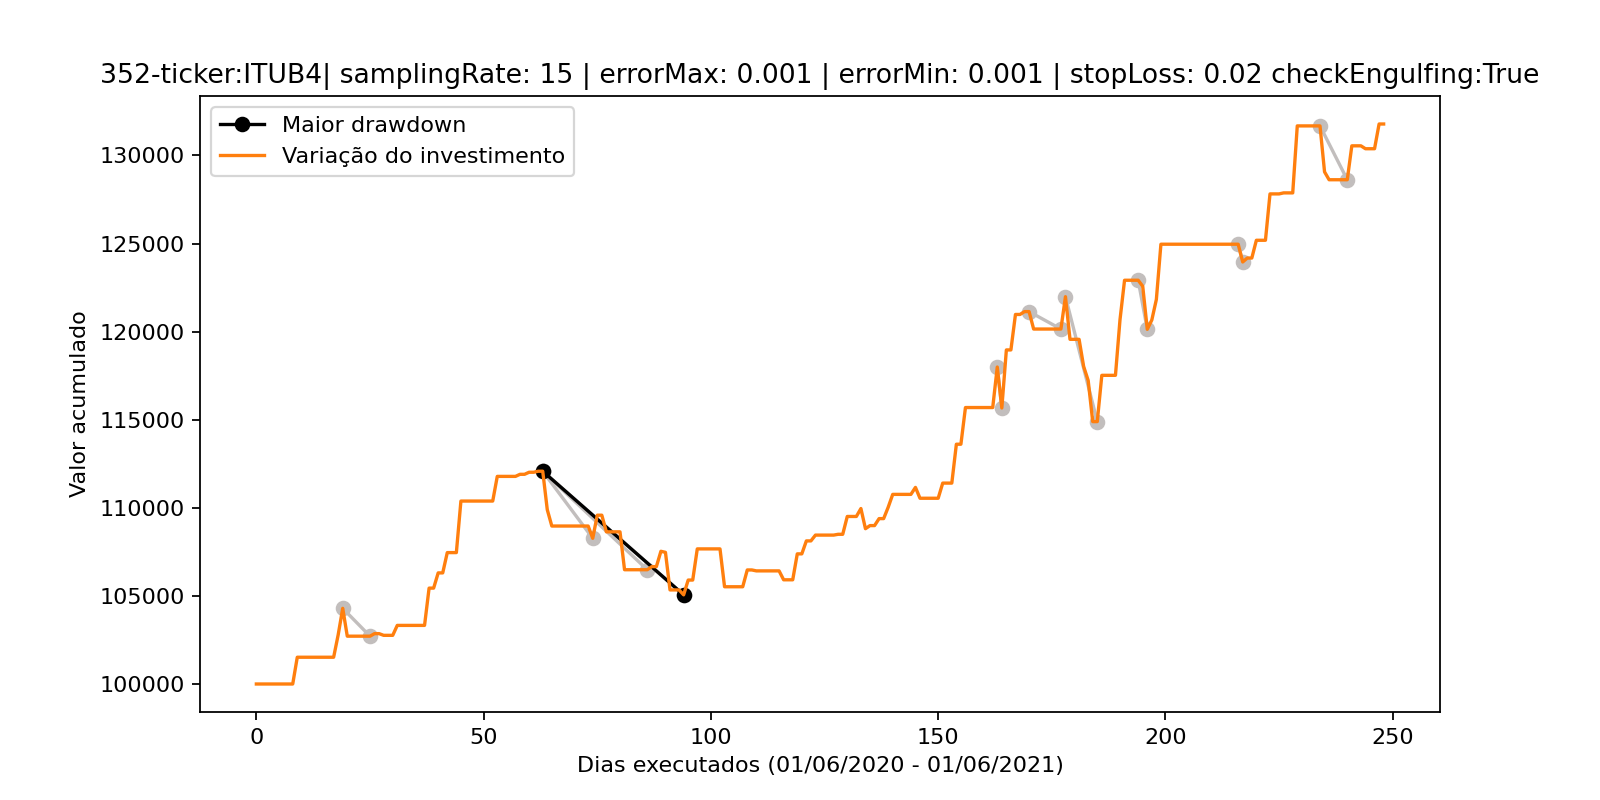 352-ticker:ITUB4| samplingRate: 15 | errorMax: 0.001 | errorMin: 0.001 | stopLoss: 0.02 checkEngulfing:True
Maior drawdown
Variação do investimento
Valor acumulado
130000
125000
120000
115000
110000
105000
100000
0 50 100 150 200 250
Dias executados (01/06/2020 - 01/06/2021)